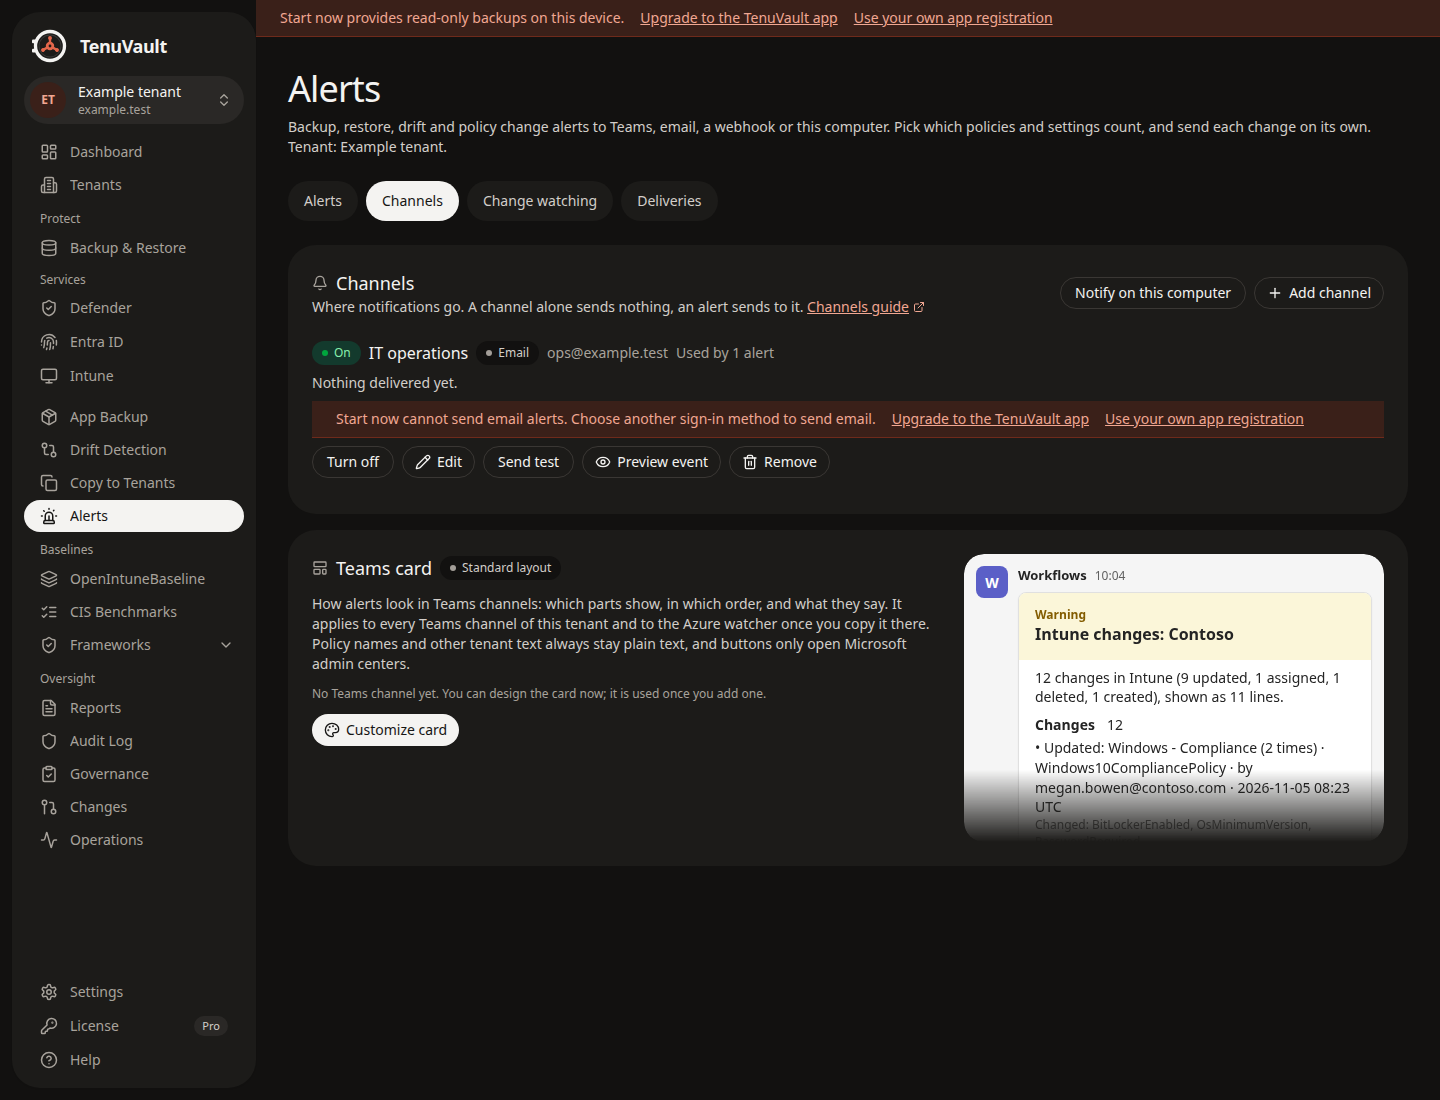 Start now provides read-only backups on this device. Upgrade to the TenuVault app Use your own app registration
TenuVault
ET
Example tenant
example.test
Dashboard
Tenants
Protect
Backup & Restore
Services
Defender
Entra ID
Intune
App Backup
Drift Detection
Copy to Tenants
Alerts
Baselines
OpenIntuneBaseline
CIS Benchmarks
Frameworks
Oversight
Reports
Audit Log
Governance
Changes
Operations
Settings
License Pro
Help
Alerts
Backup, restore, drift and policy change alerts to Teams, email, a webhook or this computer. Pick which policies and settings count, and send each change on its own.
Tenant: Example tenant.
Alerts Channels Change watching Deliveries
Channels
Where notifications go. A channel alone sends nothing, an alert sends to it. Channels guide
Notify on this computer Add channel
On IT operations Email ops@example.test Used by 1 alert
Nothing delivered yet.
Start now cannot send email alerts. Choose another sign-in method to send email. Upgrade to the TenuVault app Use your own app registration
Turn off Edit Send test Preview event Remove
Teams card Standard layout
How alerts look in Teams channels: which parts show, in which order, and what they say. It
applies to every Teams channel of this tenant and to the Azure watcher once you copy it there.
Policy names and other tenant text always stay plain text, and buttons only open Microsoft
admin centers.
No Teams channel yet. You can design the card now; it is used once you add one.
Customize card
W
Workflows 10:04
Warning
Intune changes: Contoso
12 changes in Intune (9 updated, 1 assigned, 1
deleted, 1 created), shown as 11 lines.
Changes 12
• Updated: Windows - Compliance (2 times) ·
Windows10CompliancePolicy · by
megan.bowen@contoso.com · 2026-11-05 08:23
UTC
Changed: BitLockerEnabled, OsMinimumVersion,